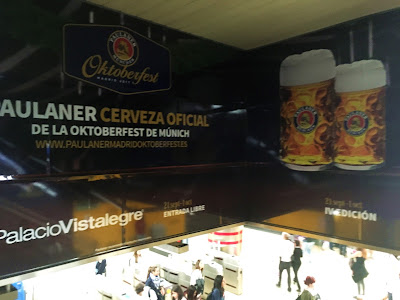 PAULANER
Oktoberfest
PAULANER CERVEZA OFICIAL
DE LA OKTOBERFEST DE MÚNICH
WWW.PAULANERMADRIDOKTOBERFEST.ES
PalacioVistalegre
ENTRADA LIBRE
EDICIÓN